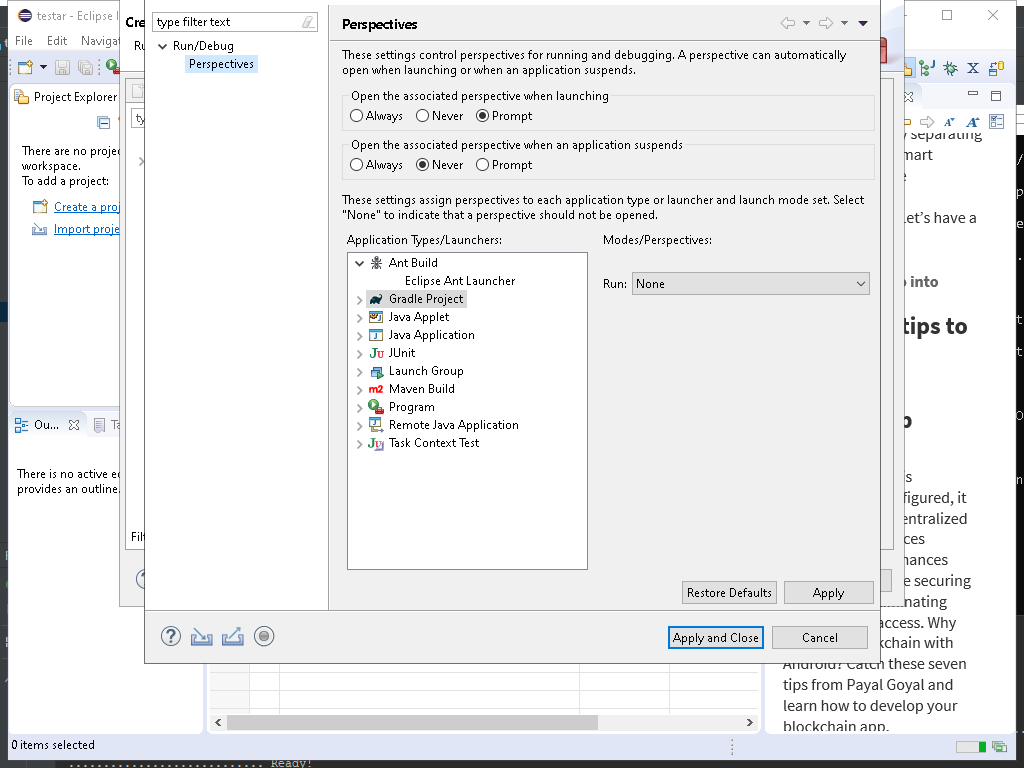 testar - Eclipse I
File Edit Navigat
Project Explorer
There are no projec
workspace.
To add a project:
Create a proj
Import proje
Ou...
Ta
There is no active ed
provides an outline.
0 items selected
Cre
Ru
ty
Filt
type filter text
Run/Debug
Perspectives
Perspectives
These settings control perspectives for running and debugging. A perspective can automatically
open when launching or when an application suspends.
Open the associated perspective when launching
Always Never Prompt
Open the associated perspective when an application suspends
Always Never Prompt
These settings assign perspectives to each application type or launcher and launch mode set. Select
"None" to indicate that a perspective should not be opened.
Application Types/Launchers:
Modes/Perspectives:
Ant Build
Eclipse Ant Launcher
Gradle Project
Java Applet
Java Application
JUnit
Launch Group
Maven Build
Program
Remote Java Application
Task Context Test
Run: None
Restore Defaults
Apply
Apply and Close
Cancel
y separating
mart
e
Let's have a
into
tips to
p
s
figured, it
entralized
ces
hances
e securing
minating
access. Why
kchain with
Android? Catch these seven
tips from Payal Goyal and
learn how to develop your
blockchain app.
........................... Ready!